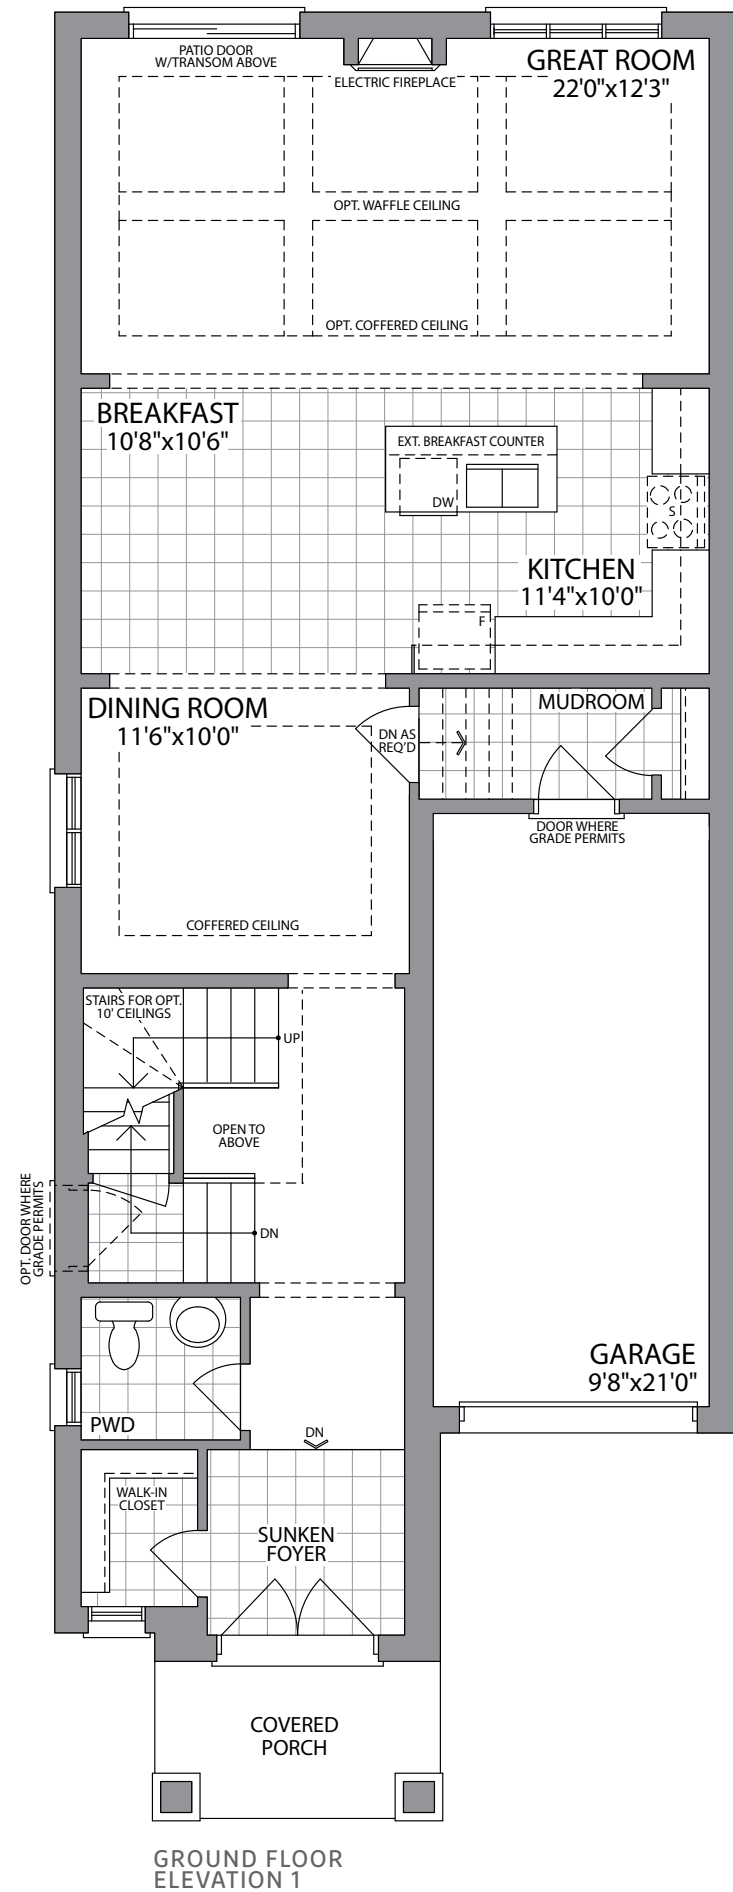 PATIO DOOR
W/TRANSOM ABOVE
ELECTRIC FIREPLACE
GREAT ROOM
22'0"x12'3"
OPT. WAFFLE CEILING
OPT. COFFERED CEILING
BREAKFAST
10'8"x10'6"
EXT. BREAKFAST COUNTER
DW
S
KITCHEN
11'4"x10'0"
F
DINING ROOM
11'6"x10'0"
MUDROOM
DN AS
REQ'D
DOOR WHERE
GRADE PERMITS
COFFERED CEILING
STAIRS FOR OPT.
10' CEILINGS
UP
OPEN TO
ABOVE
OPT. DOOR WHERE
GRADE PERMITS
DN
GARAGE
9'8"x21'0"
PWD
DN
WALK-IN
CLOSET
SUNKEN
FOYER
COVERED
PORCH
GROUND FLOOR
ELEVATION 1